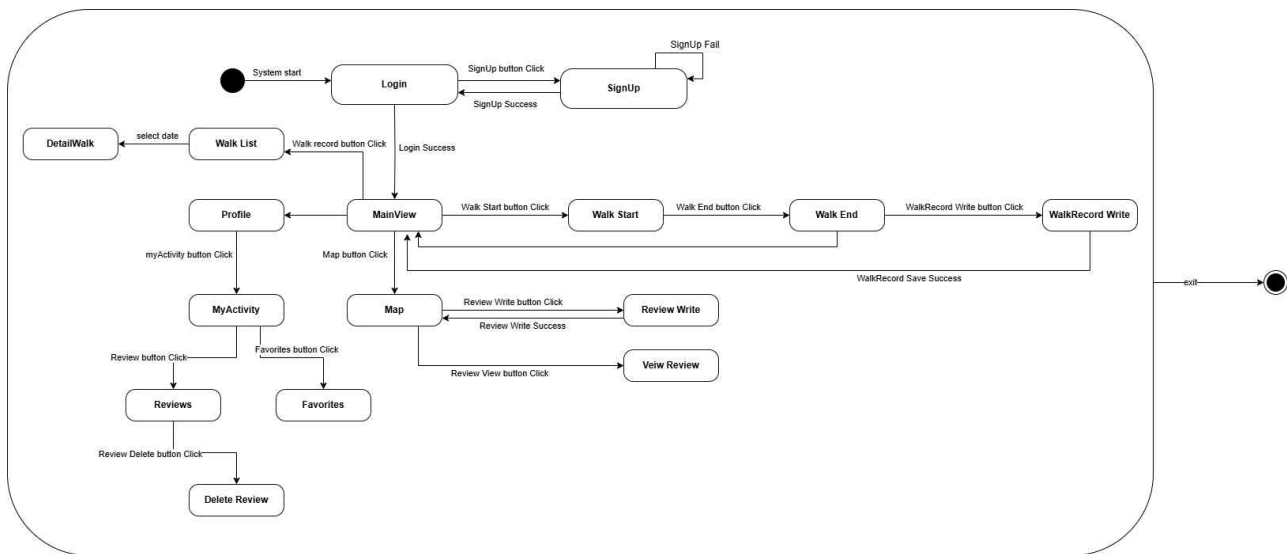 SignUp Fail
System start
SignUp button Click
Login
SignUp
SignUp Success
select date
DetailWalk
Walk List
Walk record button Click
Login Success
Profile
MainView
Walk Start button Click
Walk Start
Walk End button Click
Walk End
WalkRecord Write button Click
WalkRecord Write
myActivity button Click
Map button Click
WalkRecord Save Success
exit
MyActivity
Map
Review Write button Click
Review Write
Review Write Success
Review button Click
Favorites button Click
Review View button Click
Veiw Review
Reviews
Favorites
Review Delete button Click
Delete Review